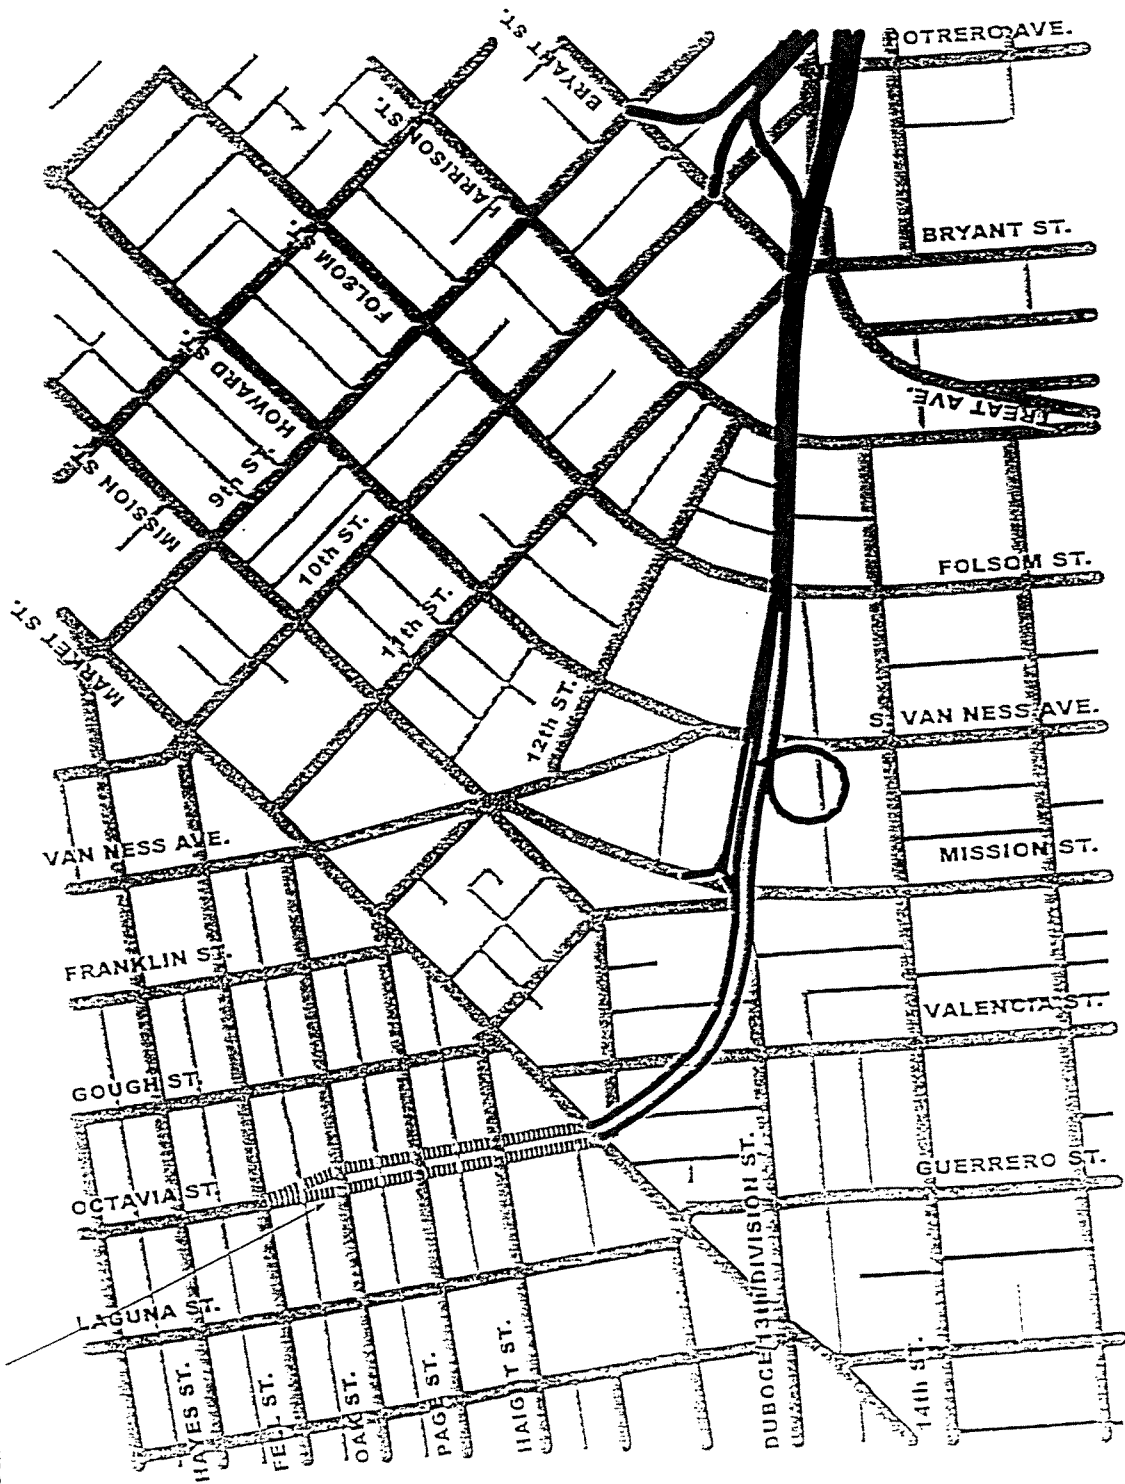 POTRERO AVE.
BRYANT ST.
HARRISON ST.
BRYANT ST.
FOLSOM ST.
HOWARD ST.
TREAT AVE.
MISSION ST.
9th S
10th ST.
FOLSOM ST.
11th ST.
MARKET ST.
12th ST.
S. VAN NESS AVE.
VAN NESS AVE.
MISSION ST.
FRANKLIN ST.
VALENCIA ST.
GOUGH ST.
GUERRERO ST.
OCTAVIA ST.
DUBOCE/13th/DIVISION ST.
LAGUNA ST.
HAYES ST.
FELL ST.
OAK ST.
PAGE ST.
HAIGHT ST.
14th ST.